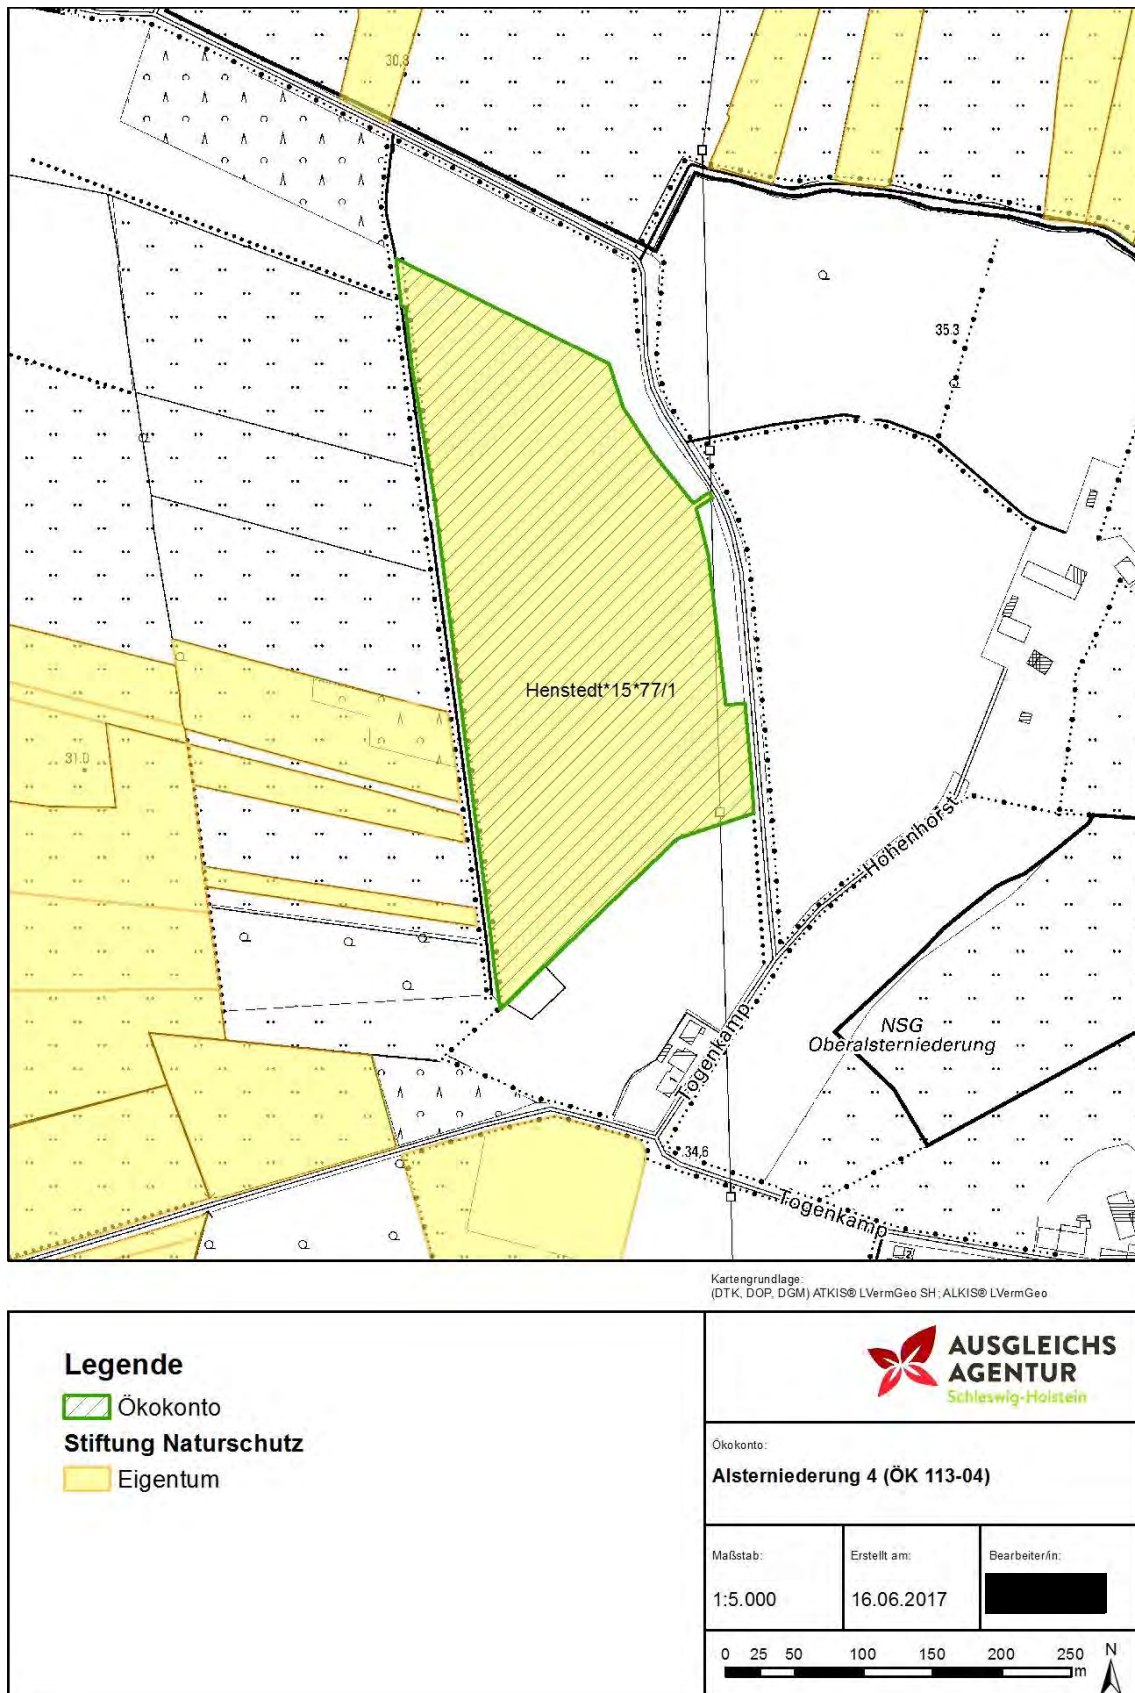 30,8
35.3
Henstedt*15*77/1
31.0
Hohenhorst
NSG
Oberalsterniederung
Togenkamp
1
34,6
Togenkamp
2
Kartengrundlage:
(DTK, DOP, DGM) ATKIS® LVermGeo SH; ALKIS® LVermGeo
Legende
Ökokonto
Stiftung Naturschutz
Eigentum
AUSGLEICHS
AGENTUR
Schleswig-Holstein
Ökokonto:
Alsterniederung 4 (ÖK 113-04)
Maßstab:
1:5.000
Erstellt am:
16.06.2017
Bearbeiter/in:
0 25 50 100 150 200 250
m
N